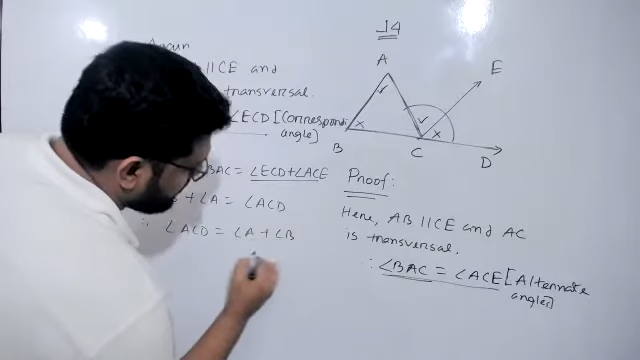 14
A
E
B
C
D
Again
|| CE and
transversal.
∠ECD [Correspondi
angle]
BAC = ∠ECD + ∠ACE
+ ∠A = ∠ACD
∴ ∠ACD = ∠A + ∠B
Proof:
Here, AB || CE and AC
is transversal.
∴ ∠BAC = ∠ACE [Alternate
angles]